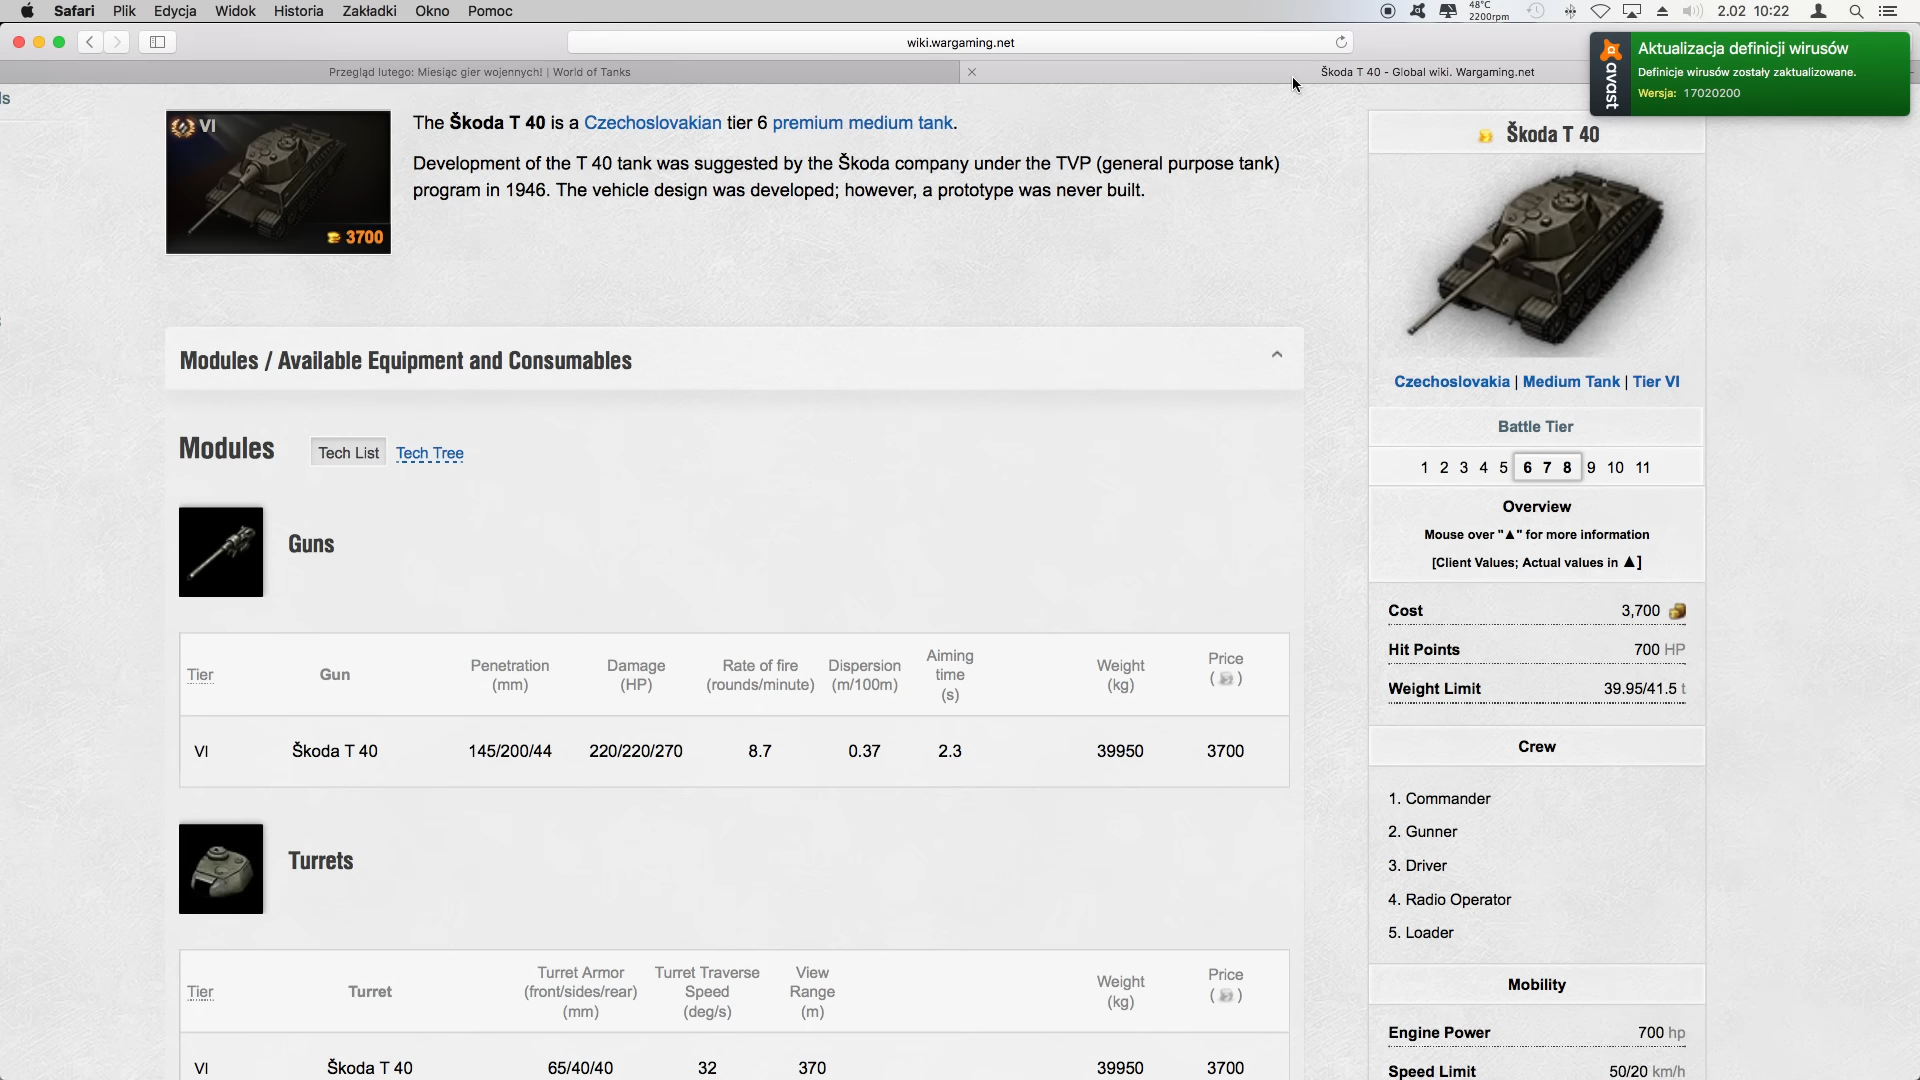 Safari Plik Edycja Widok Historia Zakładki Okno Pomoc
48°C
2200rpm
2.02 10:22
wiki.wargaming.net
Przegląd lutego: Miesiąc gier wojennych! | World of Tanks
Škoda T 40 - Global wiki. Wargaming.net
avast
Aktualizacja definicji wirusów
Definicje wirusów zostały zaktualizowane.
Wersja: 17020200
ls
VI
3700
The Škoda T 40 is a Czechoslovakian tier 6 premium medium tank.
Development of the T 40 tank was suggested by the Škoda company under the TVP (general purpose tank)
program in 1946. The vehicle design was developed; however, a prototype was never built.
Modules / Available Equipment and Consumables
Modules Tech List Tech Tree
Guns
Tier Gun Penetration (mm) Damage (HP) Rate of fire (rounds/minute) Dispersion (m/100m) Aiming time (s) Weight (kg) Price ( )
VI Škoda T 40 145/200/44 220/220/270 8.7 0.37 2.3 39950 3700
Turrets
Tier Turret Turret Armor (front/sides/rear) (mm) Turret Traverse Speed (deg/s) View Range (m) Weight (kg) Price ( )
VI Škoda T 40 65/40/40 32 370 39950 3700
Škoda T 40
Czechoslovakia | Medium Tank | Tier VI
Battle Tier
1 2 3 4 5 6 7 8 9 10 11
Overview
Mouse over "▲" for more information
[Client Values; Actual values in ▲]
Cost 3,700
Hit Points 700 HP
Weight Limit 39.95/41.5 t
Crew
1. Commander
2. Gunner
3. Driver
4. Radio Operator
5. Loader
Mobility
Engine Power 700 hp
Speed Limit 50/20 km/h